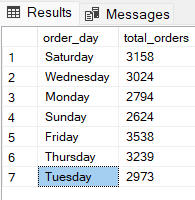 Results Messages
order_day total_orders
1 Saturday 3158
2 Wednesday 3024
3 Monday 2794
4 Sunday 2624
5 Friday 3538
6 Thursday 3239
7 Tuesday 2973